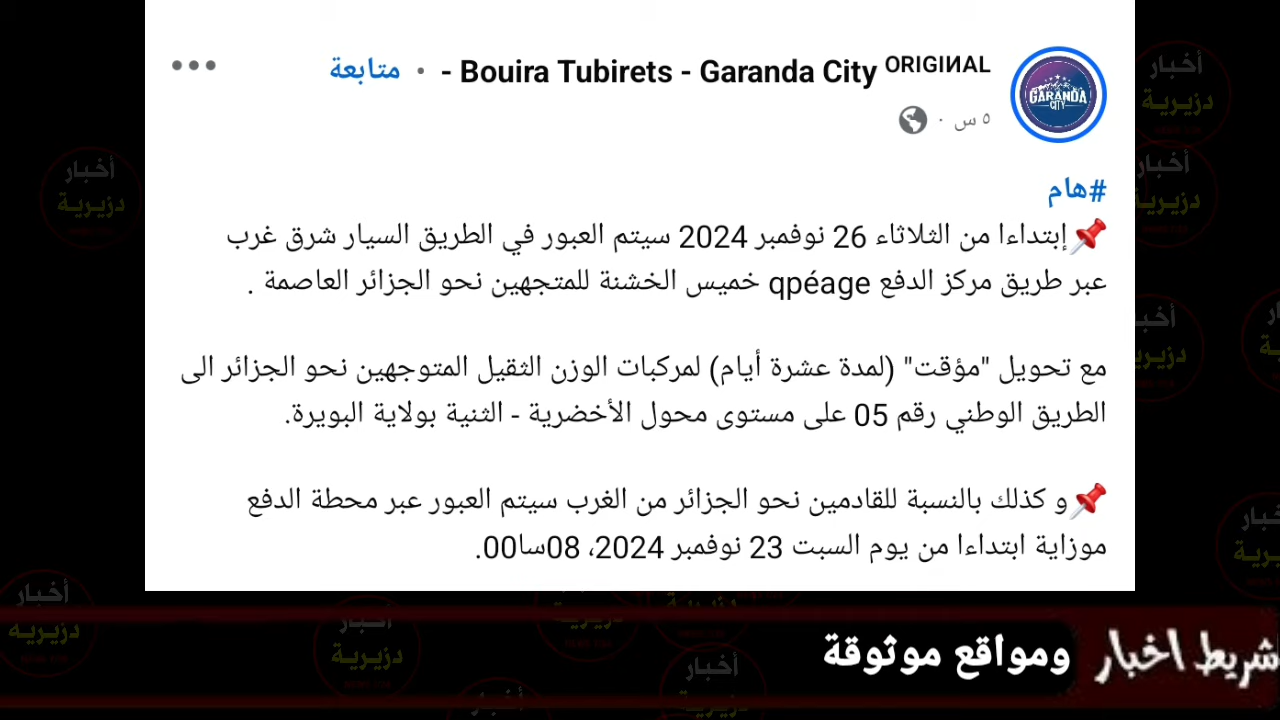 - Bouira Tubirets - Garanda City ORIGIИAL • متابعة
٥ س ·
GARANDA CITY
#هام
📌إبتداءا من الثلاثاء 26 نوفمبر 2024 سيتم العبور في الطريق السيار شرق غرب
عبر طريق مركز الدفع qpéage خميس الخشنة للمتجهين نحو الجزائر العاصمة .
مع تحويل "مؤقت" (لمدة عشرة أيام) لمركبات الوزن الثقيل المتوجهين نحو الجزائر الى
الطريق الوطني رقم 05 على مستوى محول الأخضرية - الثنية بولاية البويرة.
📌و كذلك بالنسبة للقادمين نحو الجزائر من الغرب سيتم العبور عبر محطة الدفع
موزاية ابتداءا من يوم السبت 23 نوفمبر 2024، 08سا00.
شريط اخبار
ومواقع موثوقة
أخبار
دزيرية